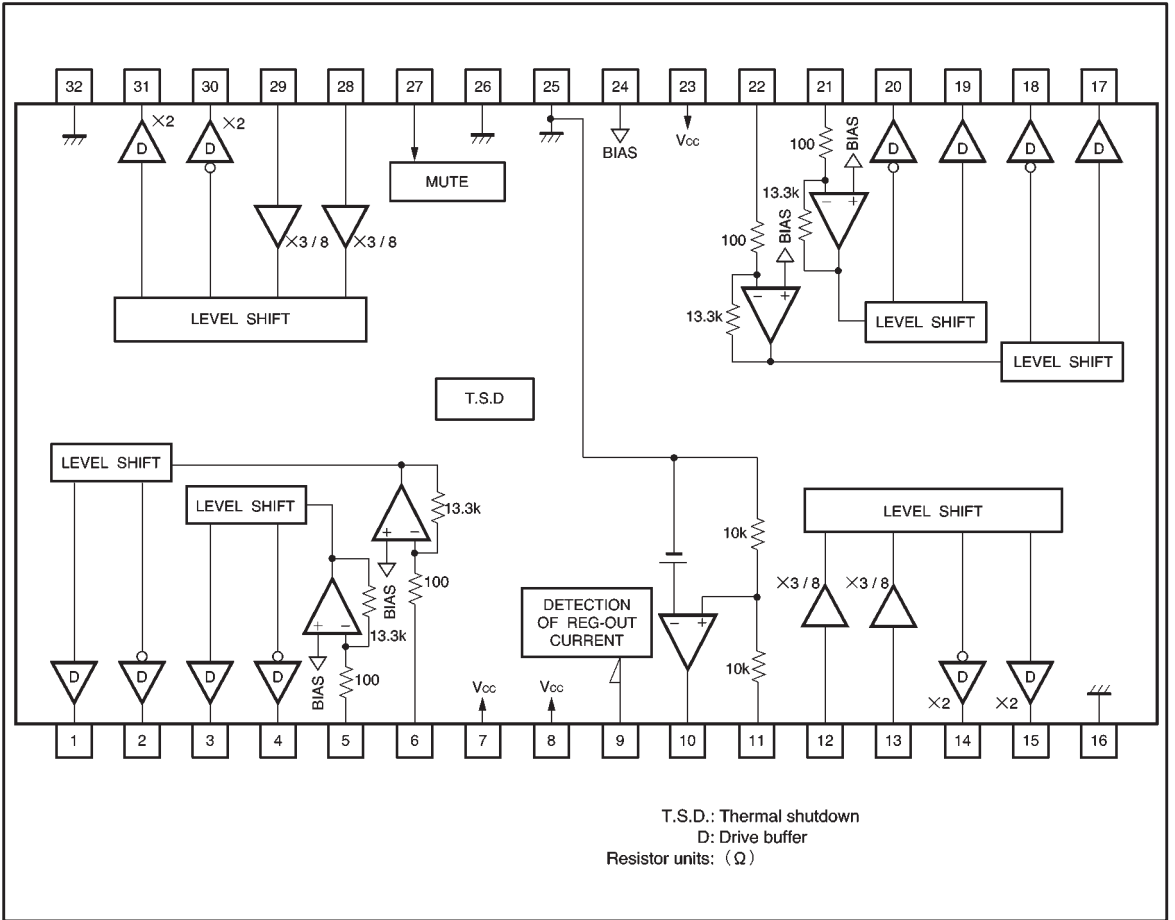 32 31 30 29 28 27 26 25 24 23 22 21 20 19 18 17
×2 ×2
D D
BIAS
Vcc
100
BIAS
D D D D
MUTE
13.3k
- +
×3 / 8 ×3 / 8
100
BIAS
- +
13.3k
LEVEL SHIFT
LEVEL SHIFT
LEVEL SHIFT
T.S.D
LEVEL SHIFT
LEVEL SHIFT
13.3k
+ -
10k
LEVEL SHIFT
BIAS
100
×3 / 8 ×3 / 8
DETECTION
OF REG-OUT
CURRENT
- +
+ -
13.3k
10k
D D D D
BIAS
100
Vcc Vcc
D D
×2 ×2
1 2 3 4 5 6 7 8 9 10 11 12 13 14 15 16
T.S.D.: Thermal shutdown
D: Drive buffer
Resistor units: (Ω)